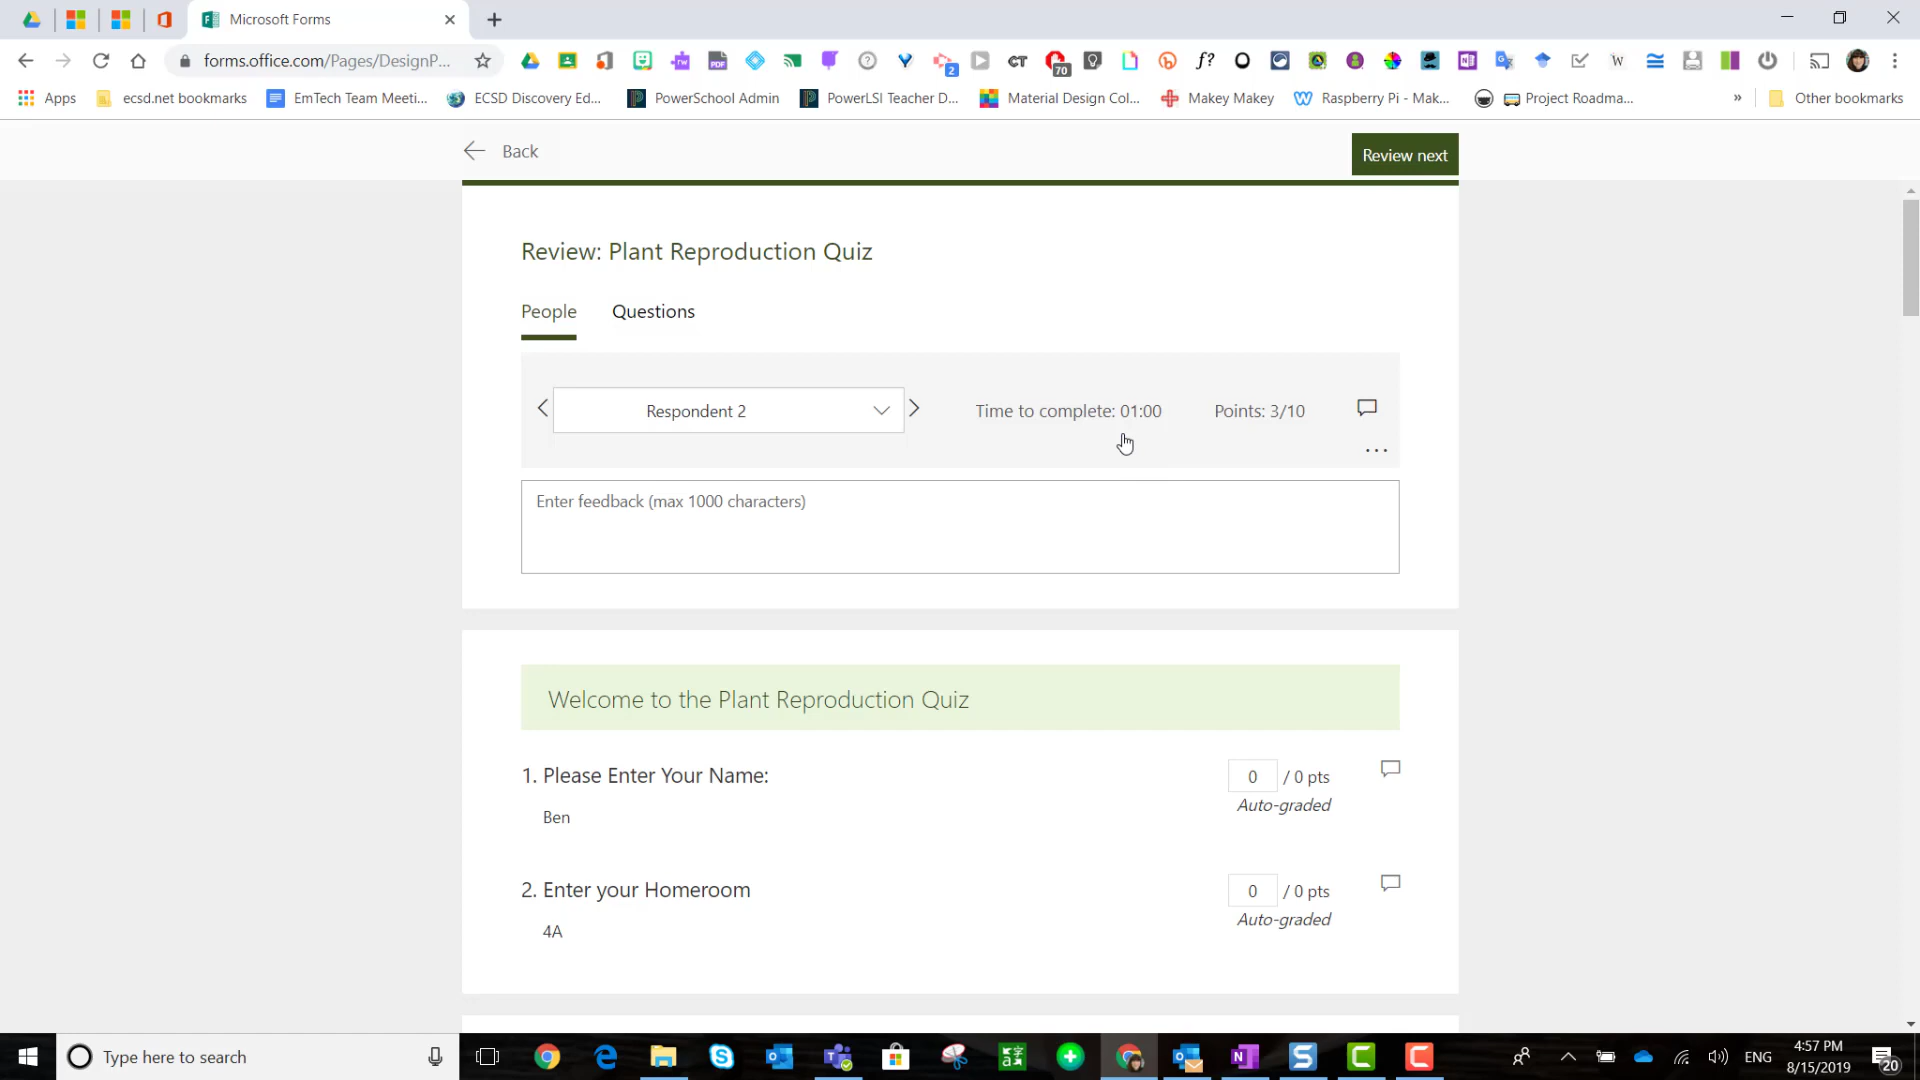 Microsoft Forms
forms.office.com/Pages/DesignP...
2
CT
70
f?
W
Apps
ecsd.net bookmarks
EmTech Team Meeti...
ECSD Discovery Ed...
PowerSchool Admin
PowerLSI Teacher D...
Material Design Col...
Makey Makey
Raspberry Pi - Mak...
Project Roadma...
»
Other bookmarks
Back
Review next
Review: Plant Reproduction Quiz
People
Questions
Respondent 2
Time to complete: 01:00
Points: 3/10
...
Enter feedback (max 1000 characters)
Welcome to the Plant Reproduction Quiz
1. Please Enter Your Name:
0 / 0 pts
Auto-graded
Ben
2. Enter your Homeroom
0 / 0 pts
Auto-graded
4A
Type here to search
ENG
4:57 PM
8/15/2019
20